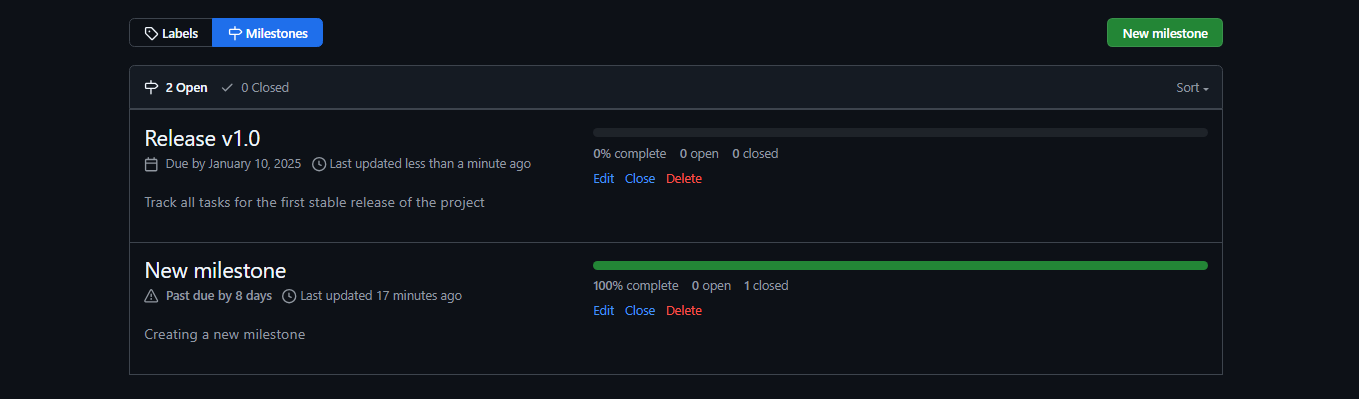 Labels Milestones New milestone
2 Open 0 Closed Sort
Release v1.0
Due by January 10, 2025 Last updated less than a minute ago
Track all tasks for the first stable release of the project
0% complete 0 open 0 closed
Edit Close Delete
New milestone
Past due by 8 days Last updated 17 minutes ago
Creating a new milestone
100% complete 0 open 1 closed
Edit Close Delete